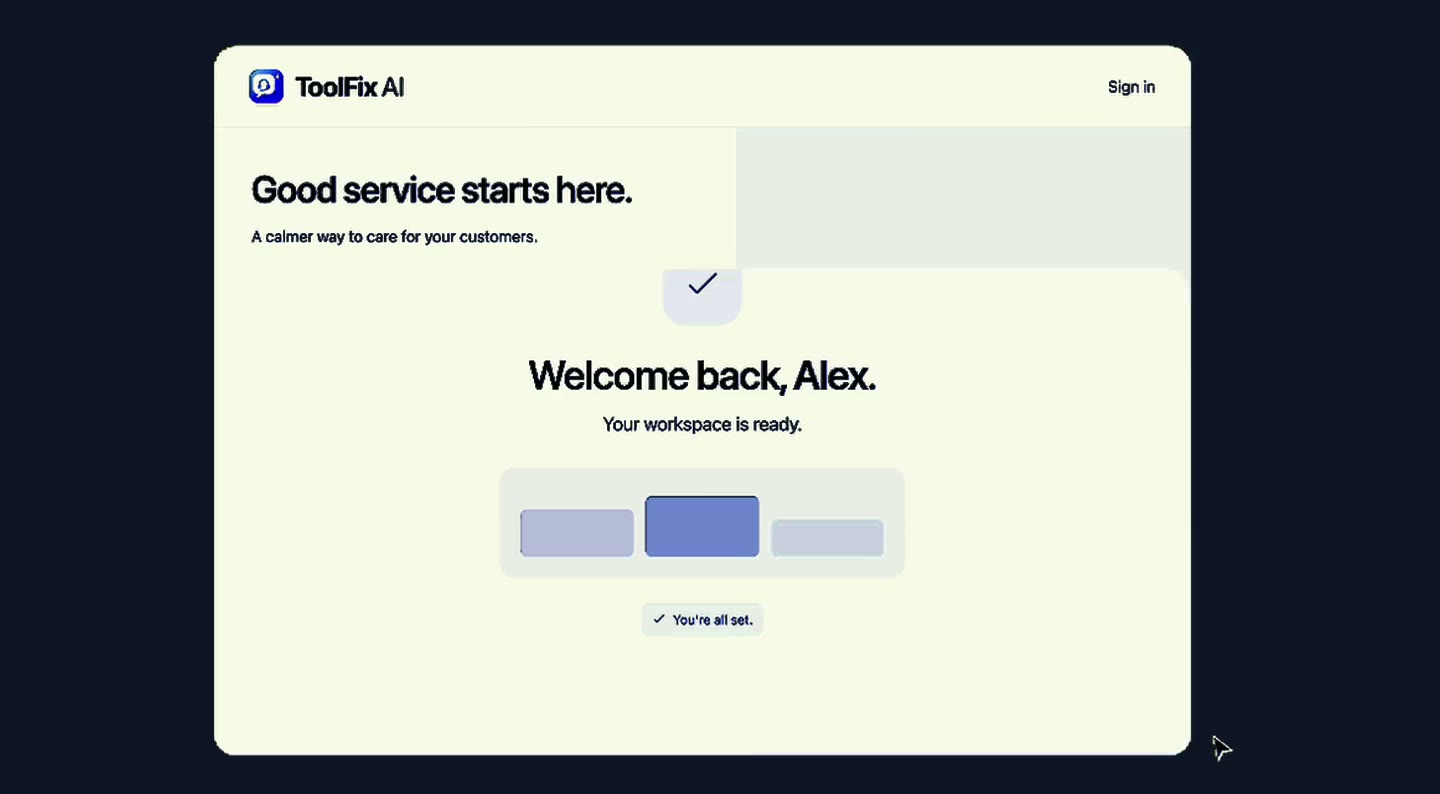 ToolFix AI
Sign in
Good service starts here.
A calmer way to care for your customers.
Welcome back, Alex.
Your workspace is ready.
You're all set.